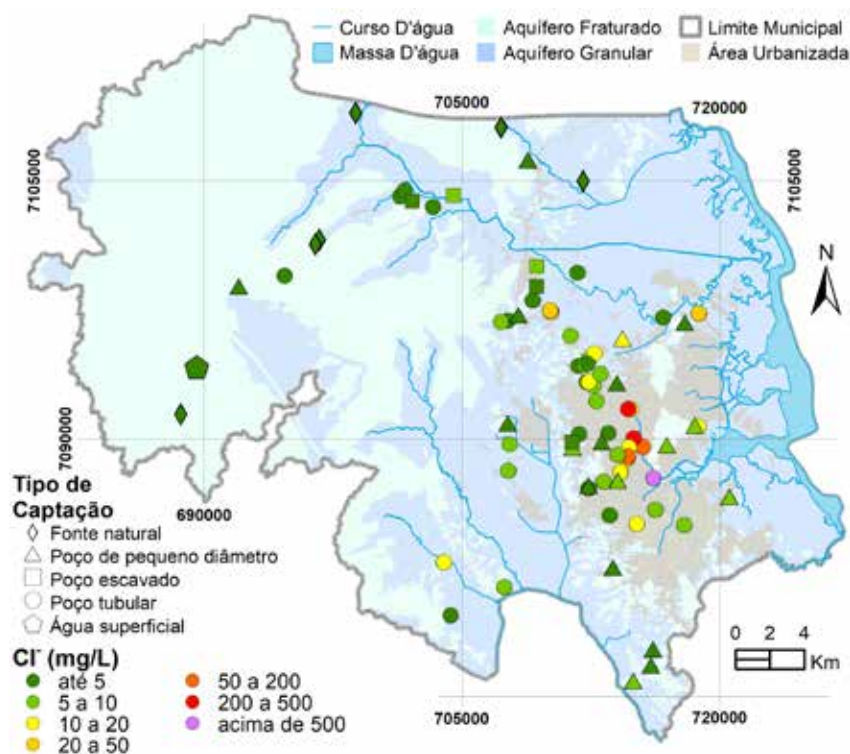 Curso D'água Aquífero Fraturado Limite Municipal
Massa D'água Aquífero Granular Área Urbanizada
705000 720000
7105000 7105000
N
7090000 7090000
690000
Tipo de
Captação
Fonte natural
Poço de pequeno diâmetro
Poço escavado
Poço tubular
Água superficial
Cl⁻ (mg/L)
até 5 50 a 200
5 a 10 200 a 500
10 a 20 acima de 500
20 a 50
0 2 4
Km
705000 720000